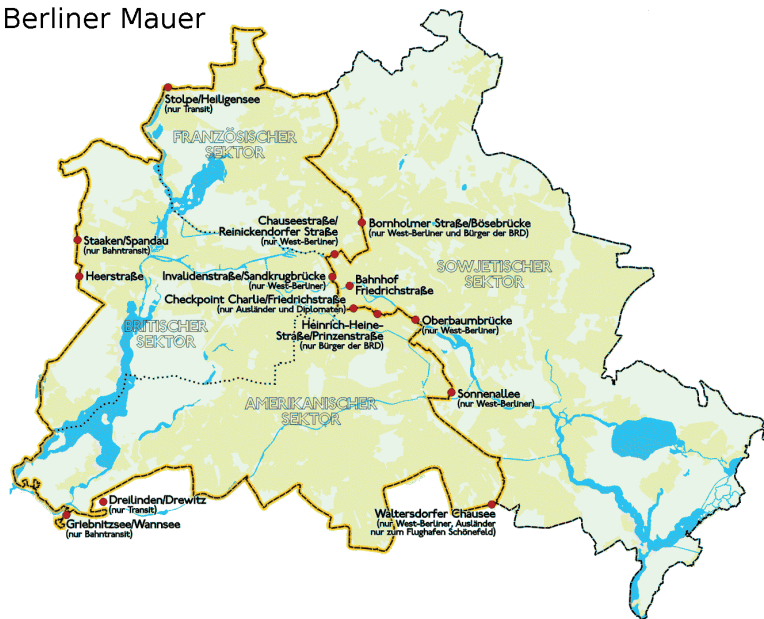 Berliner Mauer
Stolpe/Heiligensee
(nur Transit)
FRANZÖSISCHER
SEKTOR
Chauseestraße/
Reinickendorfer Straße
(nur West-Berliner)
Bornholmer Straße/Bösebrücke
(nur West-Berliner und Bürger der BRD)
Staaken/Spandau
(nur Bahntransit)
Heerstraße
Invalidenstraße/Sandkrugbrücke
(nur West-Berliner)
Bahnhof
Friedrichstraße
SOWJETISCHER
SEKTOR
Checkpoint Charlie/Friedrichstraße
(nur Ausländer und Diplomaten)
Heinrich-Heine-
Straße/Prinzenstraße
(nur Bürger der BRD)
Oberbaumbrücke
(nur West-Berliner)
BRITISCHER
SEKTOR
Sonnenallee
(nur West-Berliner)
AMERIKANISCHER
SEKTOR
Dreilinden/Drewitz
(nur Transit)
Griebnitzsee/Wannsee
(nur Bahntransit)
Waltersdorfer Chausee
(nur West-Berliner, Ausländer
nur zum Flughafen Schönefeld)